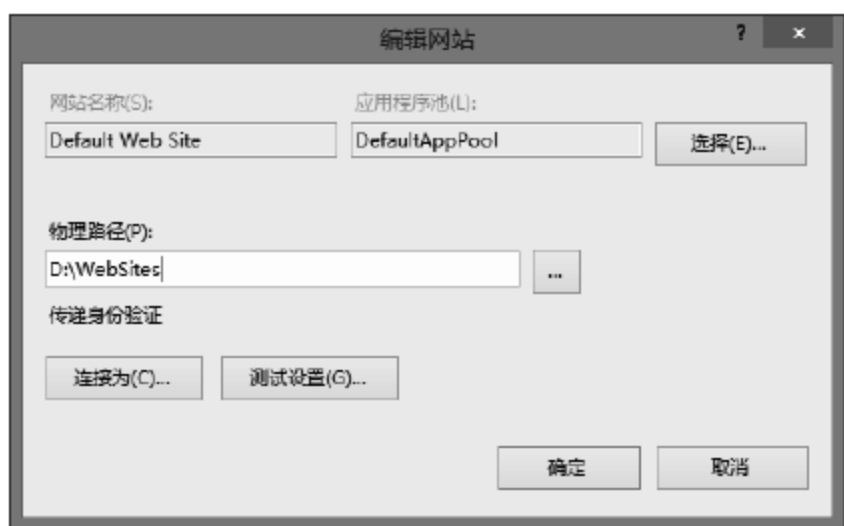 编辑网站
? ×
网站名称(S): 应用程序池(L):
Default Web Site DefaultAppPool 选择(E)...
物理路径(P):
D:\WebSites ...
传递身份验证
连接为(C)... 测试设置(G)...
确定 取消